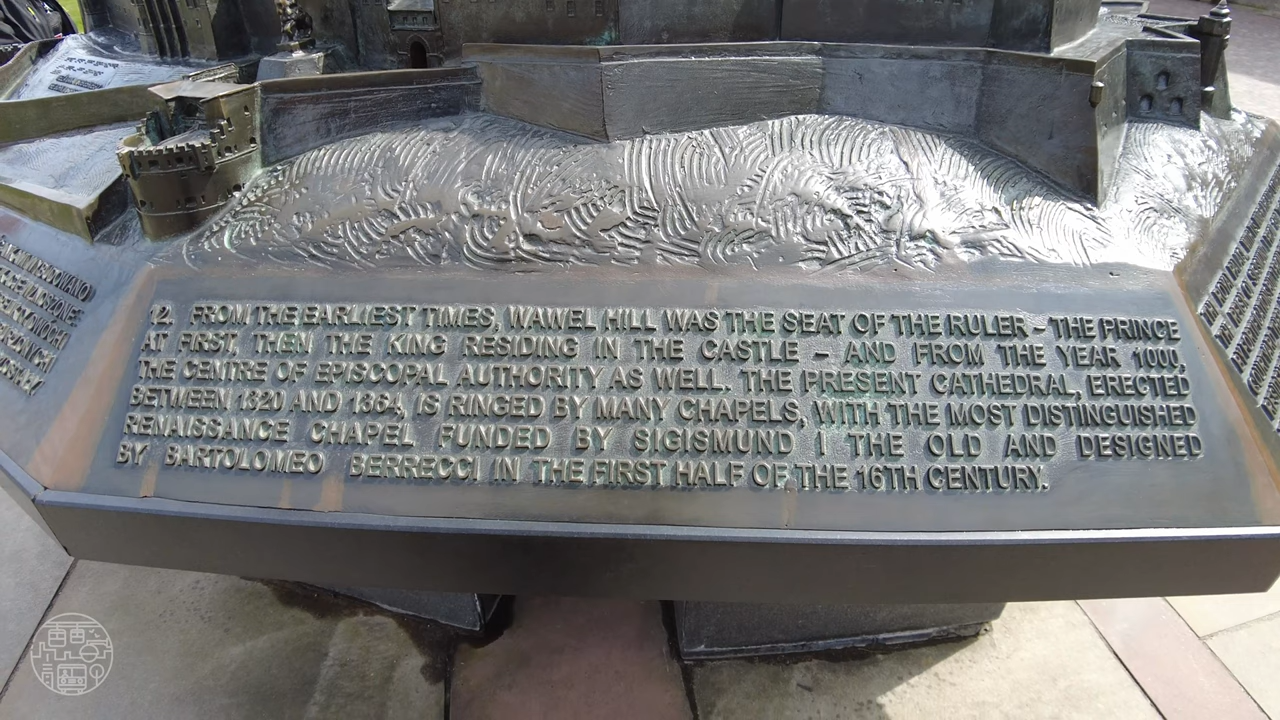 12. FROM THE EARLIEST TIMES, WAWEL HILL WAS THE SEAT OF THE RULER - THE PRINCE
AT FIRST, THEN THE KING RESIDING IN THE CASTLE - AND FROM THE YEAR 1000,
THE CENTRE OF EPISCOPAL AUTHORITY AS WELL. THE PRESENT CATHEDRAL, ERECTED
BETWEEN 1320 AND 1364, IS RINGED BY MANY CHAPELS, WITH THE MOST DISTINGUISHED
RENAISSANCE CHAPEL FUNDED BY SIGISMUND I THE OLD AND DESIGNED
BY BARTOLOMEO BERRECCI IN THE FIRST HALF OF THE 16TH CENTURY.